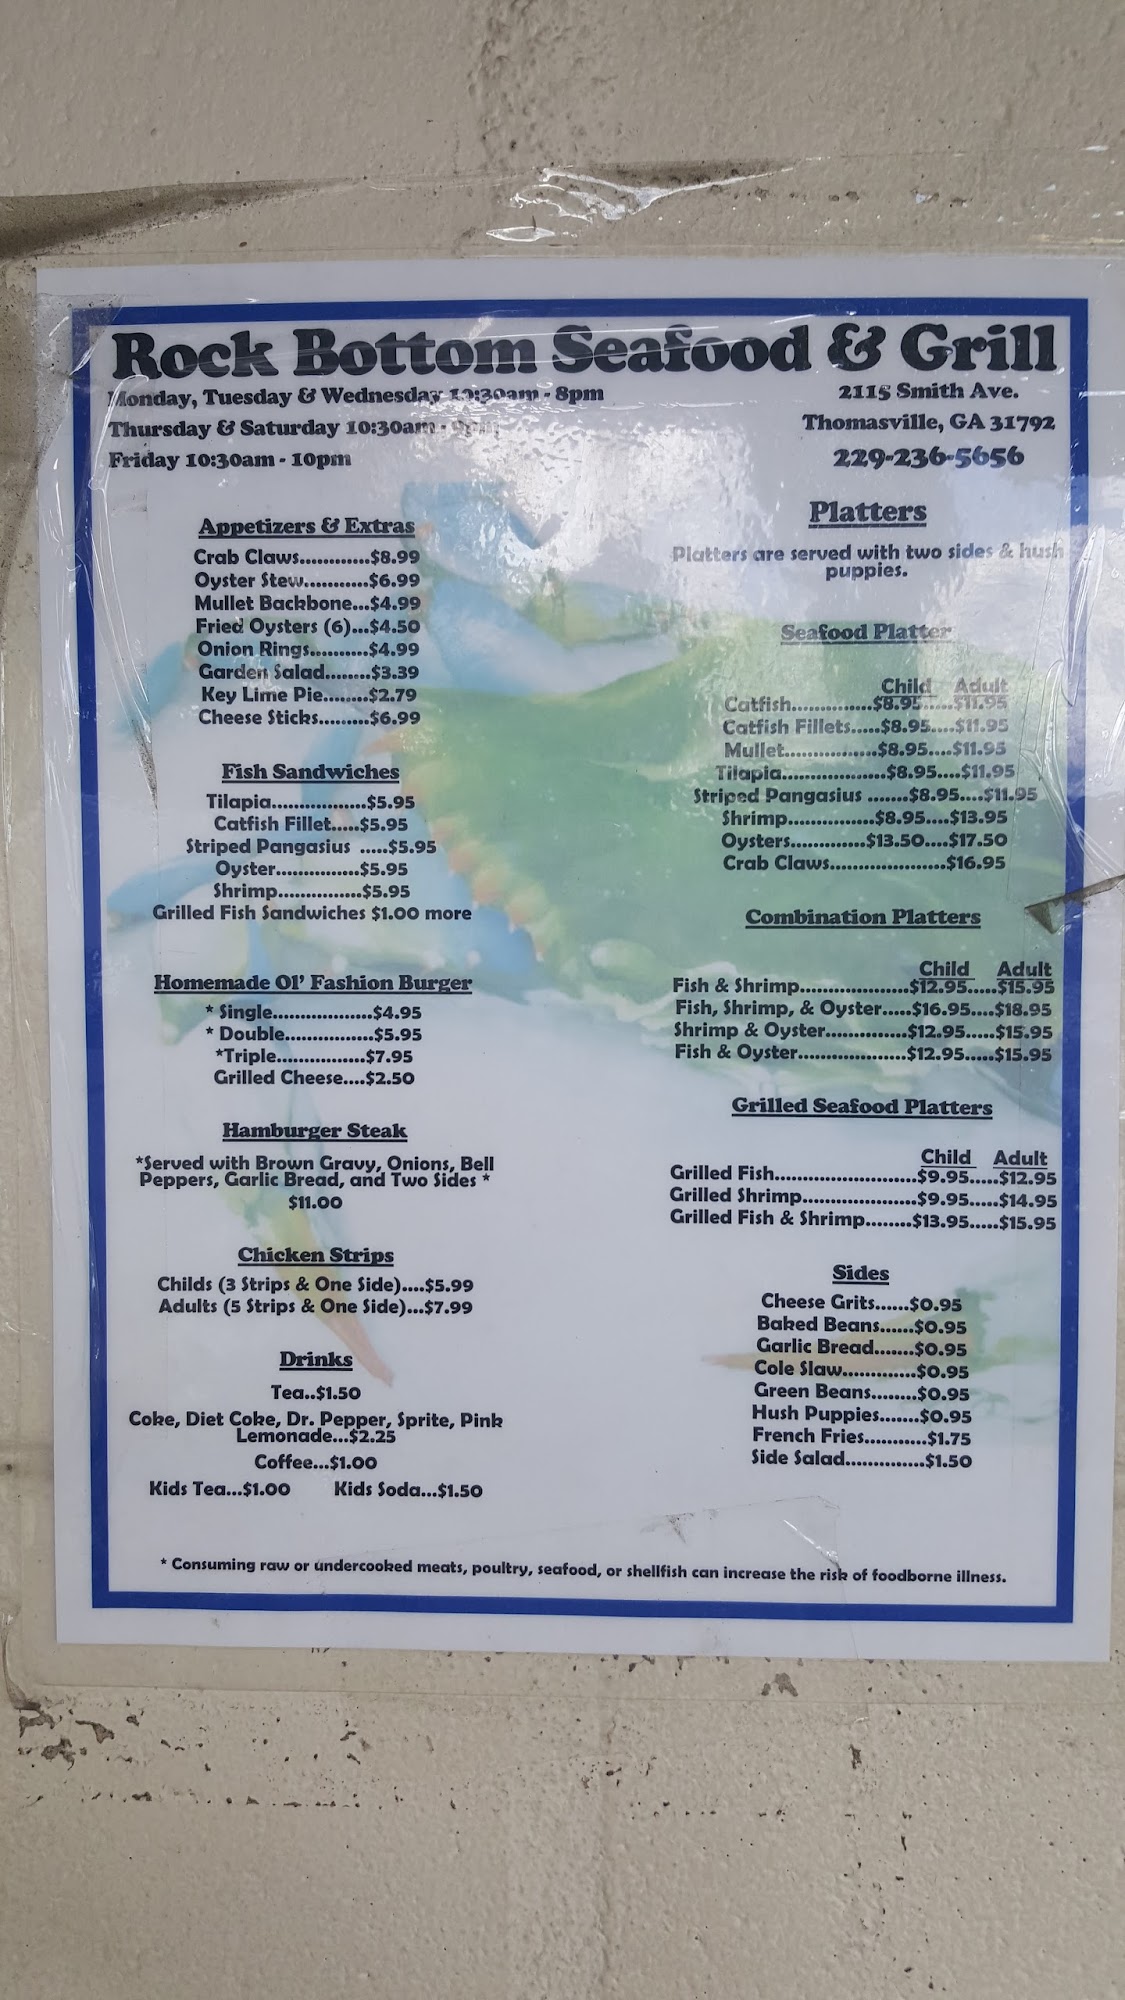 Rock Bottom Seafood & Grill
Monday, Tuesday & Wednesday 10:30am - 8pm
Thursday & Saturday 10:30am - 9pm
Friday 10:30am - 10pm
2115 Smith Ave.
Thomasville, GA 31792
229-236-5656
Appetizers & Extras
Crab Claws.............$8.99
Oyster Stew............$6.99
Mullet Backbone...$4.99
Fried Oysters (6)...$4.50
Onion Rings..........$4.99
Garden Salad........$3.39
Key Lime Pie........$2.79
Cheese Sticks.........$6.99
Fish Sandwiches
Tilapia..................$5.95
Catfish Fillet.....$5.95
Striped Pangasius .....$5.95
Oyster................$5.95
Shrimp................$5.95
Grilled Fish Sandwiches $1.00 more
Homemade Ol' Fashion Burger
* Single...................$4.95
* Double.................$5.95
*Triple.................$7.95
Grilled Cheese....$2.50
Hamburger Steak
*Served with Brown Gravy, Onions, Bell
Peppers, Garlic Bread, and Two Sides *
$11.00
Chicken Strips
Childs (3 Strips & One Side)....$5.99
Adults (5 Strips & One Side)...$7.99
Drinks
Tea..$1.50
Coke, Diet Coke, Dr. Pepper, Sprite, Pink
Lemonade...$2.25
Coffee...$1.00
Kids Tea...$1.00 Kids Soda...$1.50
Platters
Platters are served with two sides & hush
puppies.
Seafood Platter
Child Adult
Catfish...............$8.95.....$11.95
Catfish Fillets.....$8.95....$11.95
Mullet.................$8.95....$11.95
Tilapia....................$8.95....$11.95
Striped Pangasius ........$8.95....$11.95
Shrimp................$8.95....$13.95
Oysters..............$13.50....$17.50
Crab Claws......................$16.95
Combination Platters
Child Adult
Fish & Shrimp.....................$12.95.....$15.95
Fish, Shrimp, & Oyster......$16.95....$18.95
Shrimp & Oyster...............$12.95.....$15.95
Fish & Oyster.....................$12.95.....$15.95
Grilled Seafood Platters
Child Adult
Grilled Fish...........................$9.95.....$12.95
Grilled Shrimp......................$9.95.....$14.95
Grilled Fish & Shrimp.........$13.95.....$15.95
Sides
Cheese Grits......$0.95
Baked Beans......$0.95
Garlic Bread.......$0.95
Cole Slaw..............$0.95
Green Beans........$0.95
Hush Puppies.......$0.95
French Fries............$1.75
Side Salad...............$1.50
* Consuming raw or undercooked meats, poultry, seafood, or shellfish can increase the risk of foodborne illness.